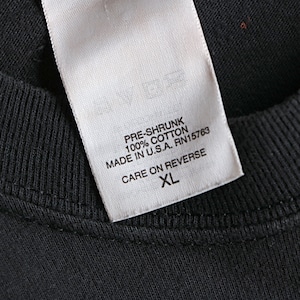 PRE-SHRUNK
100% COTTON
MADE IN U.S.A. RN15763
CARE ON REVERSE
XL